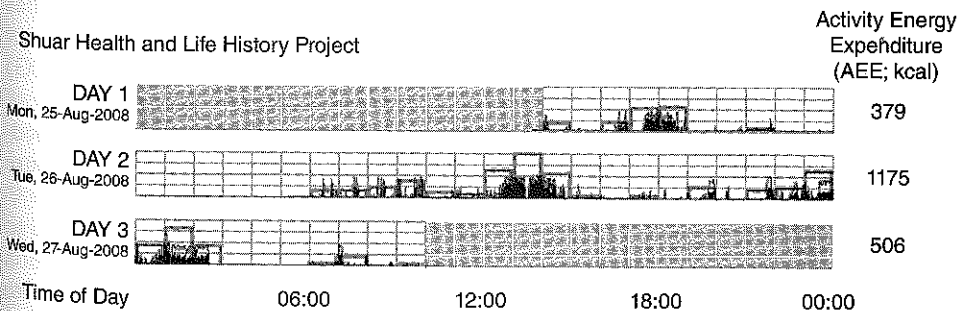 Activity Energy
Shuar Health and Life History Project
Expenditure
(AEE; kcal)
DAY 1
Mon, 25-Aug-2008
379
DAY 2
Tue, 26-Aug-2008
1175
DAY 3
Wed, 27-Aug-2008
506
Time of Day 06:00 12:00 18:00 00:00